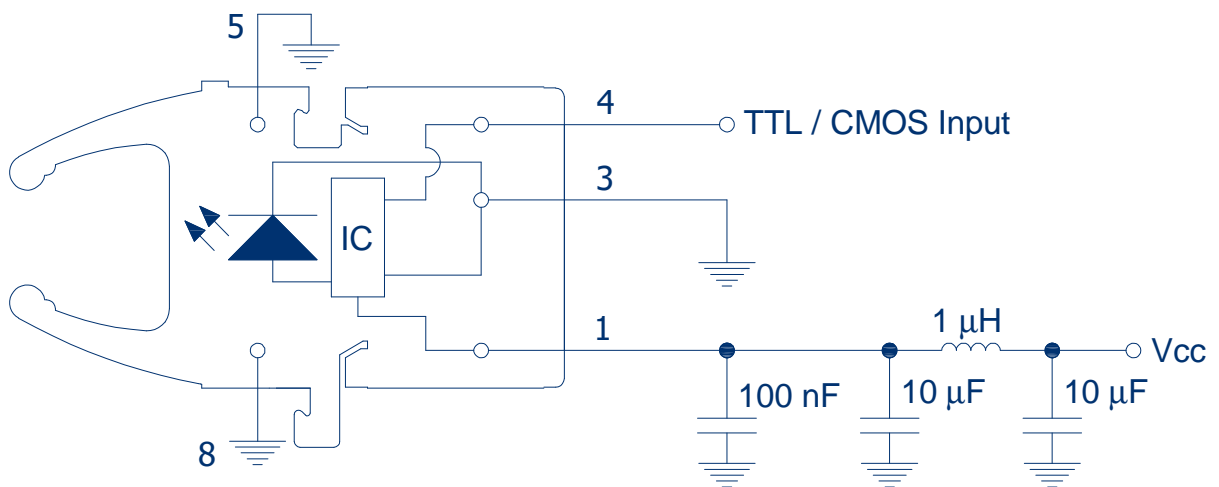 5
4
TTL / CMOS Input
3
IC
1
1 μH
Vcc
100 nF
10 μF
10 μF
8